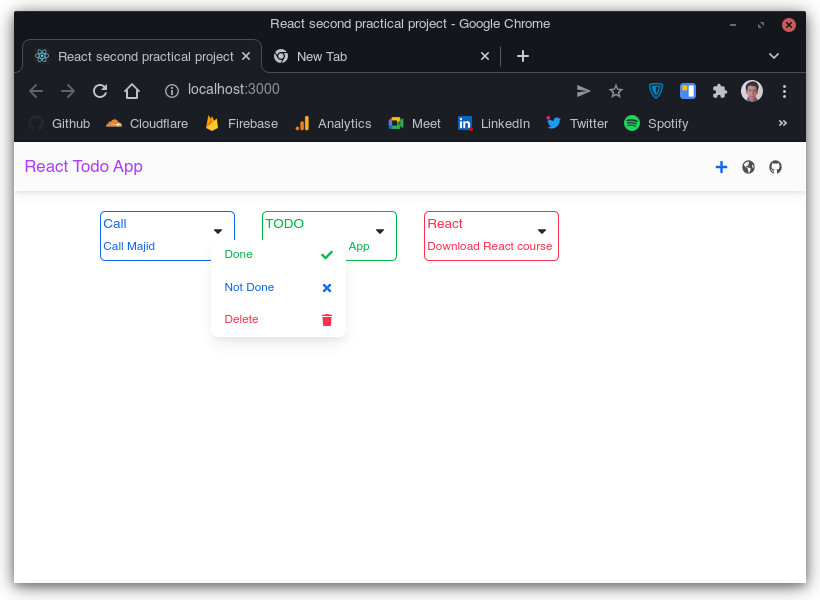 React second practical project - Google Chrome
React second practical project
New Tab
localhost:3000
Github Cloudflare Firebase Analytics Meet LinkedIn Twitter Spotify »
React Todo App
Call
Call Majid
TODO
App
React
Download React course
Done
Not Done
Delete